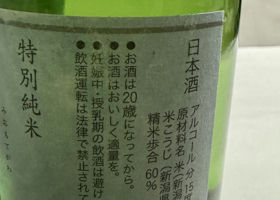 日本酒
アルコール分15度
原材料名 米(新潟
米こうじ(新潟県
精米歩合 60%
●お酒は20歳になってから。
●お酒はおいしく適量を。
●妊娠中・授乳期の飲酒は避け
●飲酒運転は法律で禁止されて
特別純米